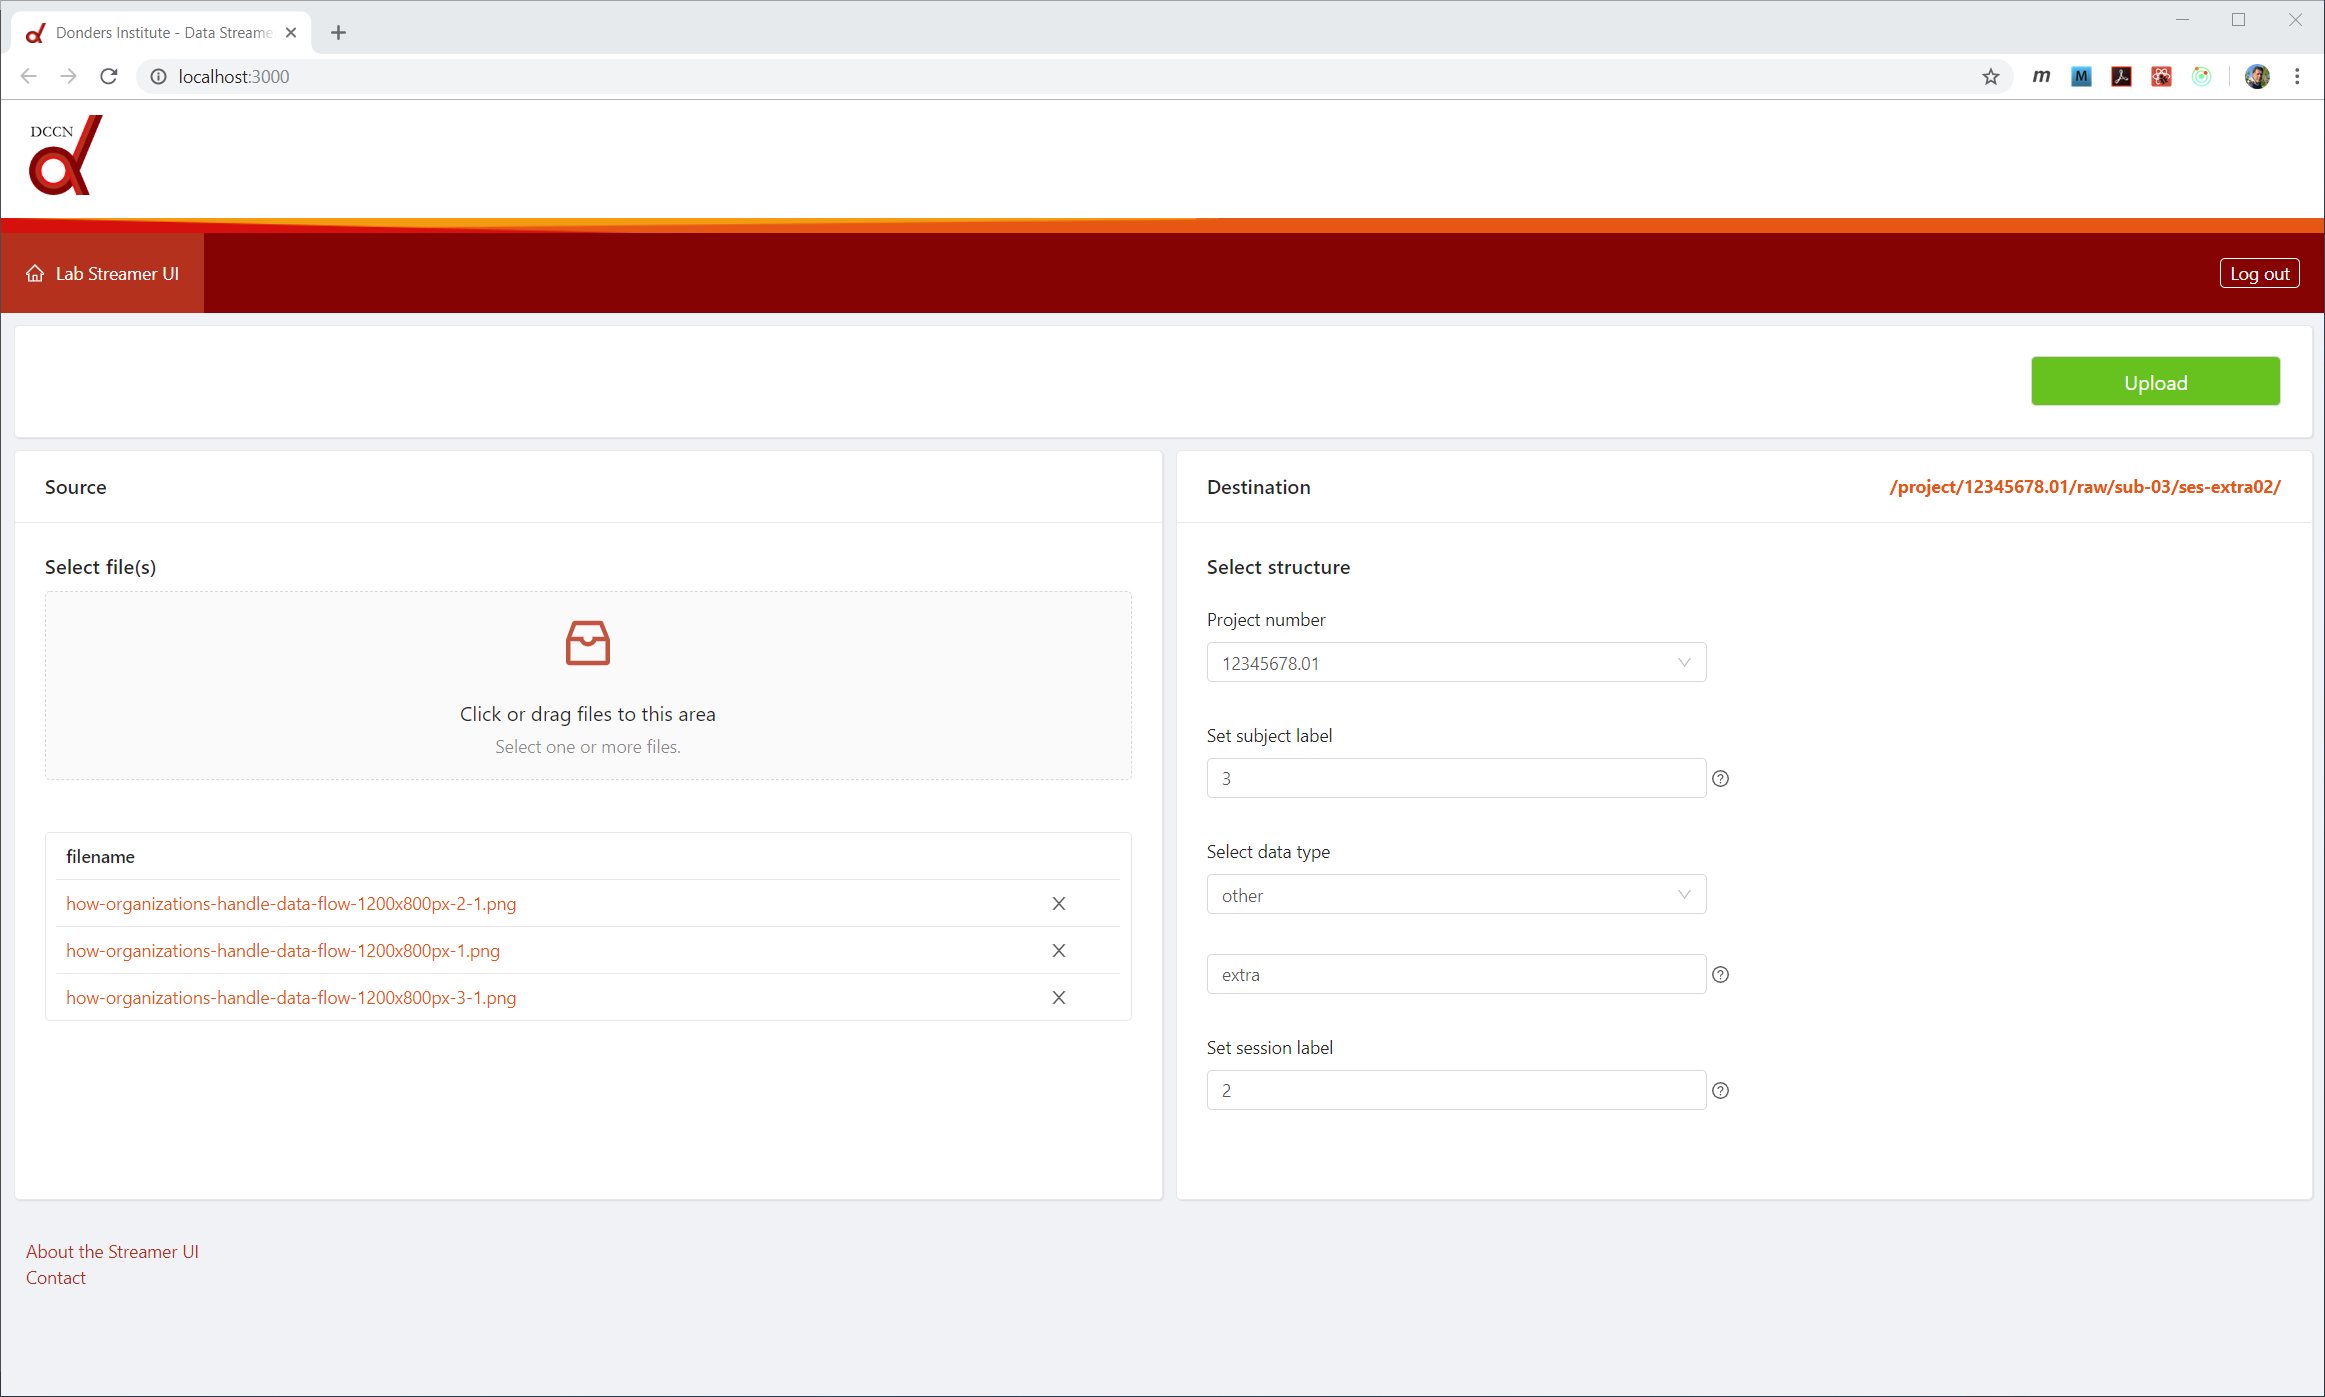 Donders Institute - Data Streame
localhost:3000
m
M
DCCN
Lab Streamer UI
Log out
Upload
Source
Destination
/project/12345678.01/raw/sub-03/ses-extra02/
Select file(s)
Click or drag files to this area
Select one or more files.
filename
how-organizations-handle-data-flow-1200x800px-2-1.png
how-organizations-handle-data-flow-1200x800px-1.png
how-organizations-handle-data-flow-1200x800px-3-1.png
Select structure
Project number
12345678.01
Set subject label
3
Select data type
other
extra
Set session label
2
About the Streamer UI
Contact